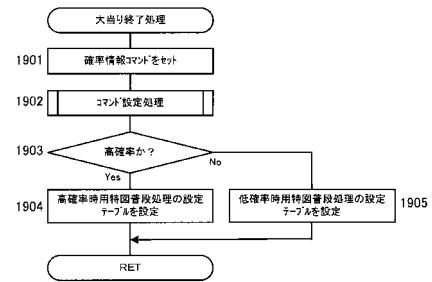 大当り終了処理
1901
確率情報コマンドをセット
1902
コマンド設定処理
1903
高確率か？
No
Yes
1904
高確率時用特図普段処理の設定
テーブルを設定
低確率時用特図普段処理の設定
テーブルを設定
1905
RET